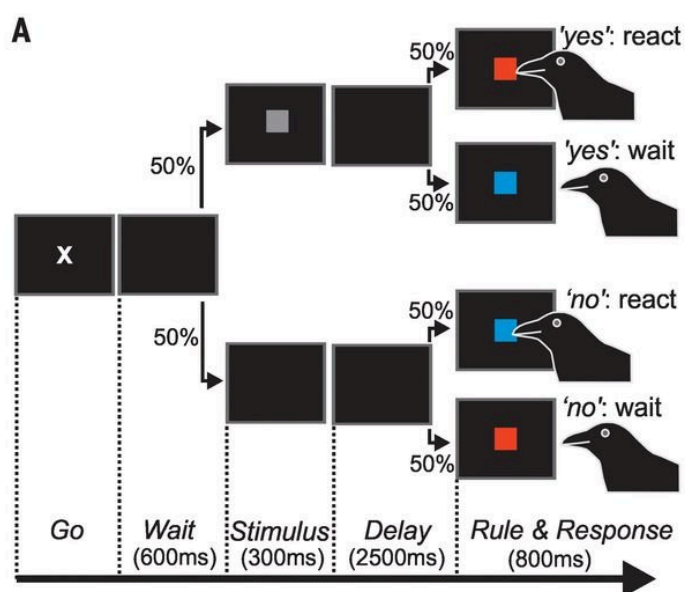 A
'yes': react
50%
'yes': wait
50%
50%
x
'no': react
50%
50%
'no': wait
50%
Go
Wait
(600ms)
Stimulus
(300ms)
Delay
(2500ms)
Rule & Response
(800ms)